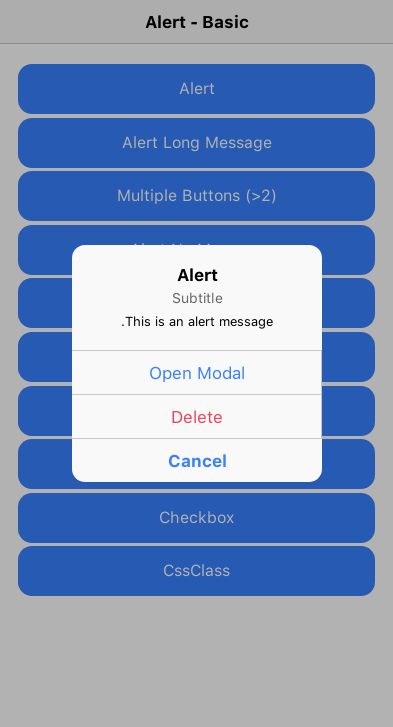 Alert - Basic
Alert
Alert Long Message
Multiple Buttons (>2)
Alert
Subtitle
.This is an alert message
Open Modal
Delete
Cancel
Checkbox
CssClass